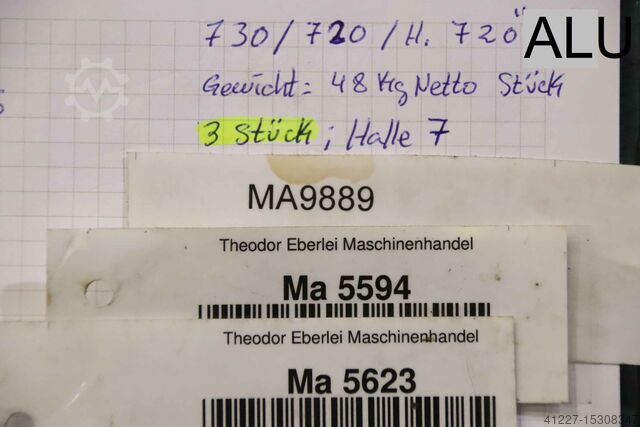 730/720/H. 720
ALU
Gewicht: 48 Kg Netto Stück
3 Stück; Halle 7
MA9889
Theodor Eberlei Maschinenhandel
Ma 5594
Theodor Eberlei Maschinenhandel
Ma 5623